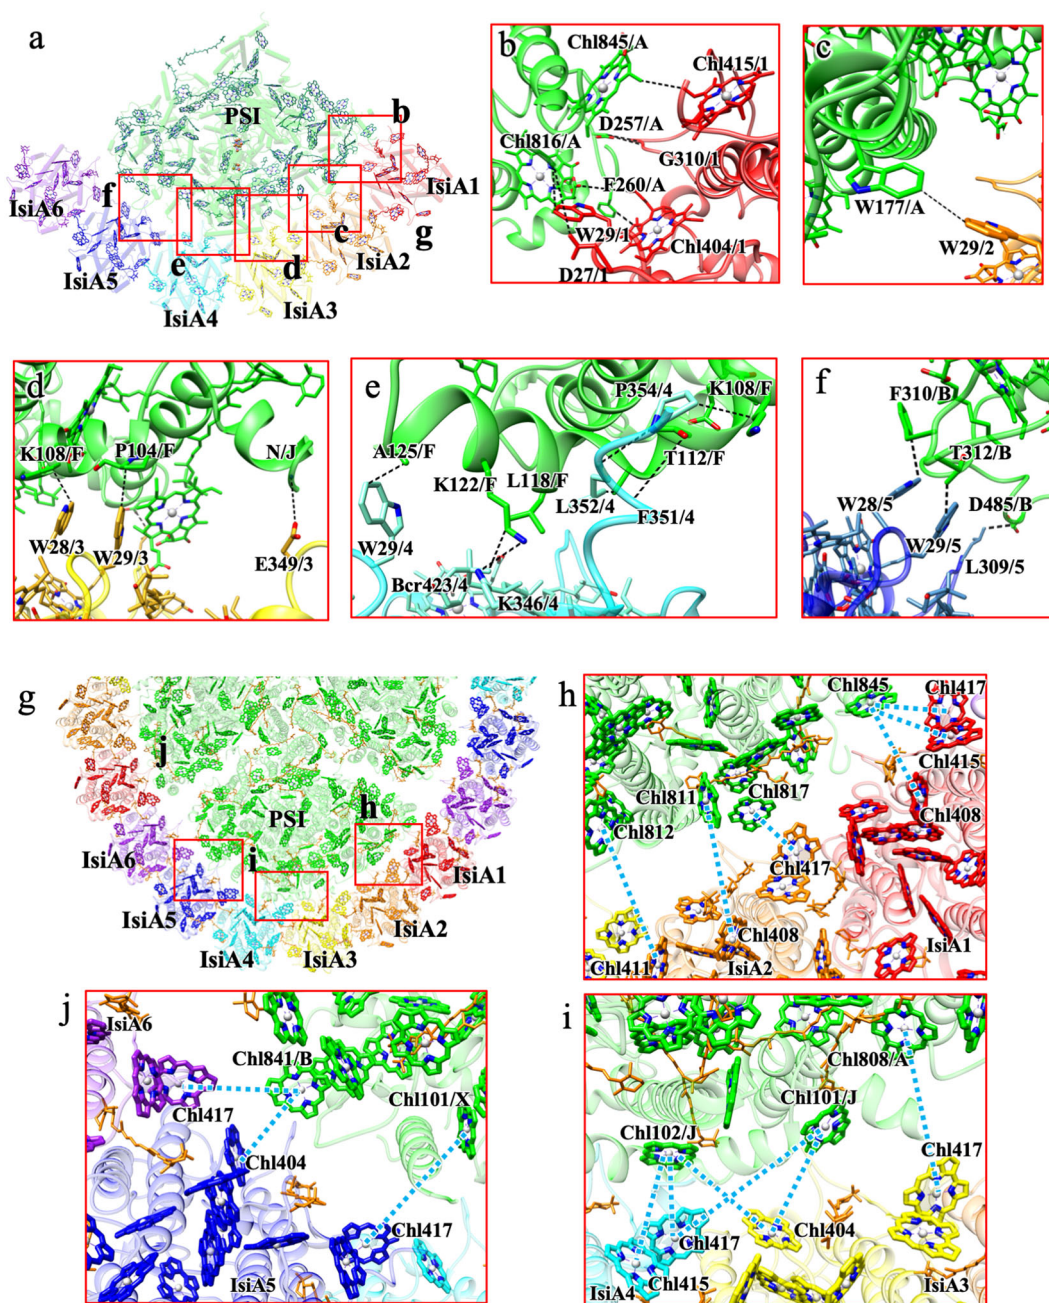 a
PSI
b
IsiA1
g
IsiA6
f
c
IsiA2
IsiA5
e
d
IsiA4
IsiA3
b
Chl845/A
Chl415/1
D257/A
Chl816/A
G310/1
F260/A
W29/1
Chl404/1
D27/1
c
W177/A
W29/2
d
K108/F
P104/F
N/J
W28/3
W29/3
E349/3
e
P354/4
K108/F
A125/F
T112/F
K122/F
L118/F
L352/4
F351/4
W29/4
Bcr423/4
K346/4
f
F310/B
T312/B
W28/5
D485/B
W29/5
L309/5
g
j
PSI
h
IsiA6
i
IsiA1
IsiA5
IsiA2
IsiA4
IsiA3
h
Chl845
Chl417
Chl415
Chl811
Chl817
Chl408
Chl812
Chl417
Chl408
IsiA1
Chl411
IsiA2
j
IsiA6
Chl841/B
Chl101/X
Chl417
Chl404
Chl417
IsiA5
i
Chl808/A
Chl101/J
Chl102/J
Chl417
Chl404
Chl417
Chl415
IsiA4
IsiA3